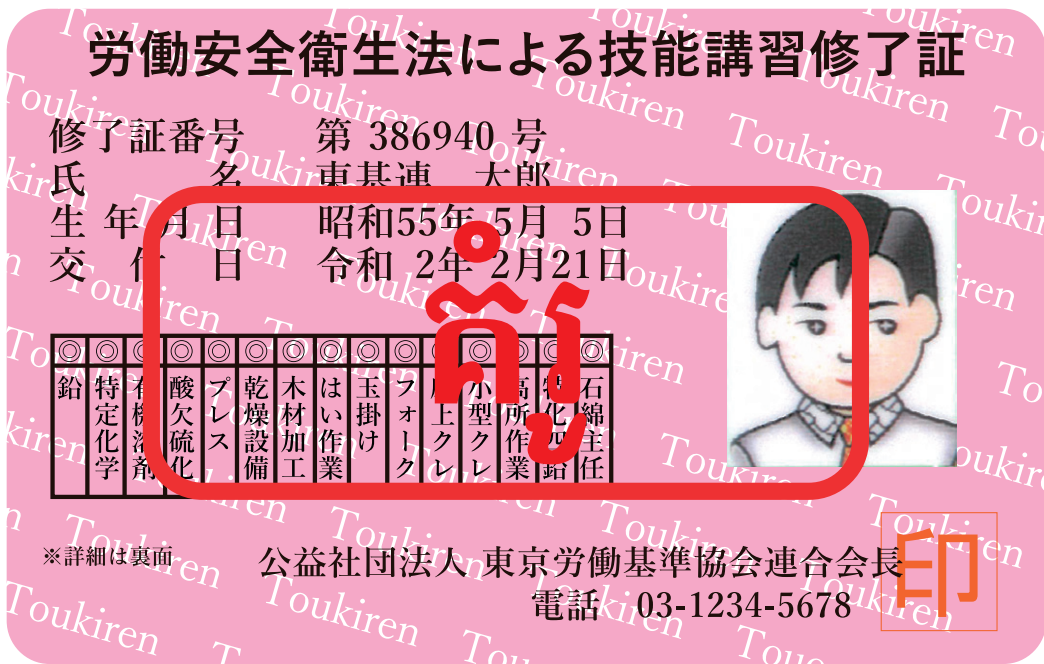 労働安全衛生法による技能講習修了証
修了証番号 第 386940 号
氏 名 東基連 太郎
生年月日 昭和55年 5月 5日
交付日 令和 2年 2月21日
គំរូ
◎ ◎ ◎ ◎ ◎ ◎ ◎ ◎ ◎ ◎ ◎ ◎ ◎ ◎ ◎
鉛
特定化学
有機溶剤
酸欠硫化
プレス
乾燥設備
木材加工
はい作業
玉掛け
フォーク
床上クレ
小型クレ
高所作業
特化四鉛
石綿主任
※詳細は裏面
公益社団法人 東京労働基準協会連合会長
印
電話 03-1234-5678
Toukiren